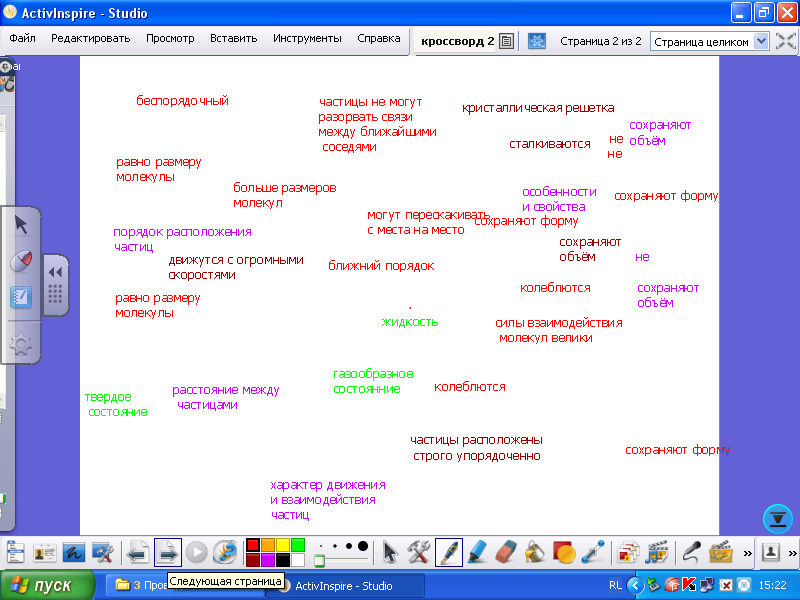 ActivInspire - Studio
Файл Редактировать Просмотр Вставить Инструменты Справка
кроссворд 2
Страница 2 из 2
Страница целиком
беспорядочный
частицы не могут
разорвать связи
между ближайшими
соседями
кристаллическая решетка
сохраняют
объём
сталкиваются
не
не
равно размеру
молекулы
больше размеров
молекул
особенности
и свойства
сохраняют форму
могут перескакивать
с места на место
сохраняют форму
порядок расположения
частиц
сохраняют
объём
не
движутся с огромными
скоростями
ближний порядок
колеблются
сохраняют
объём
равно размеру
молекулы
жидкость
силы взаимодействия
молекул велики
газообразное
состоянние
колеблются
твердое
состояние
расстояние между
частицами
частицы расположены
строго упорядоченно
сохраняют форму
характер движения
и взаимодействия
частиц
Следующая страница
пуск
3 Про
ActivInspire - Studio
RL
15:22